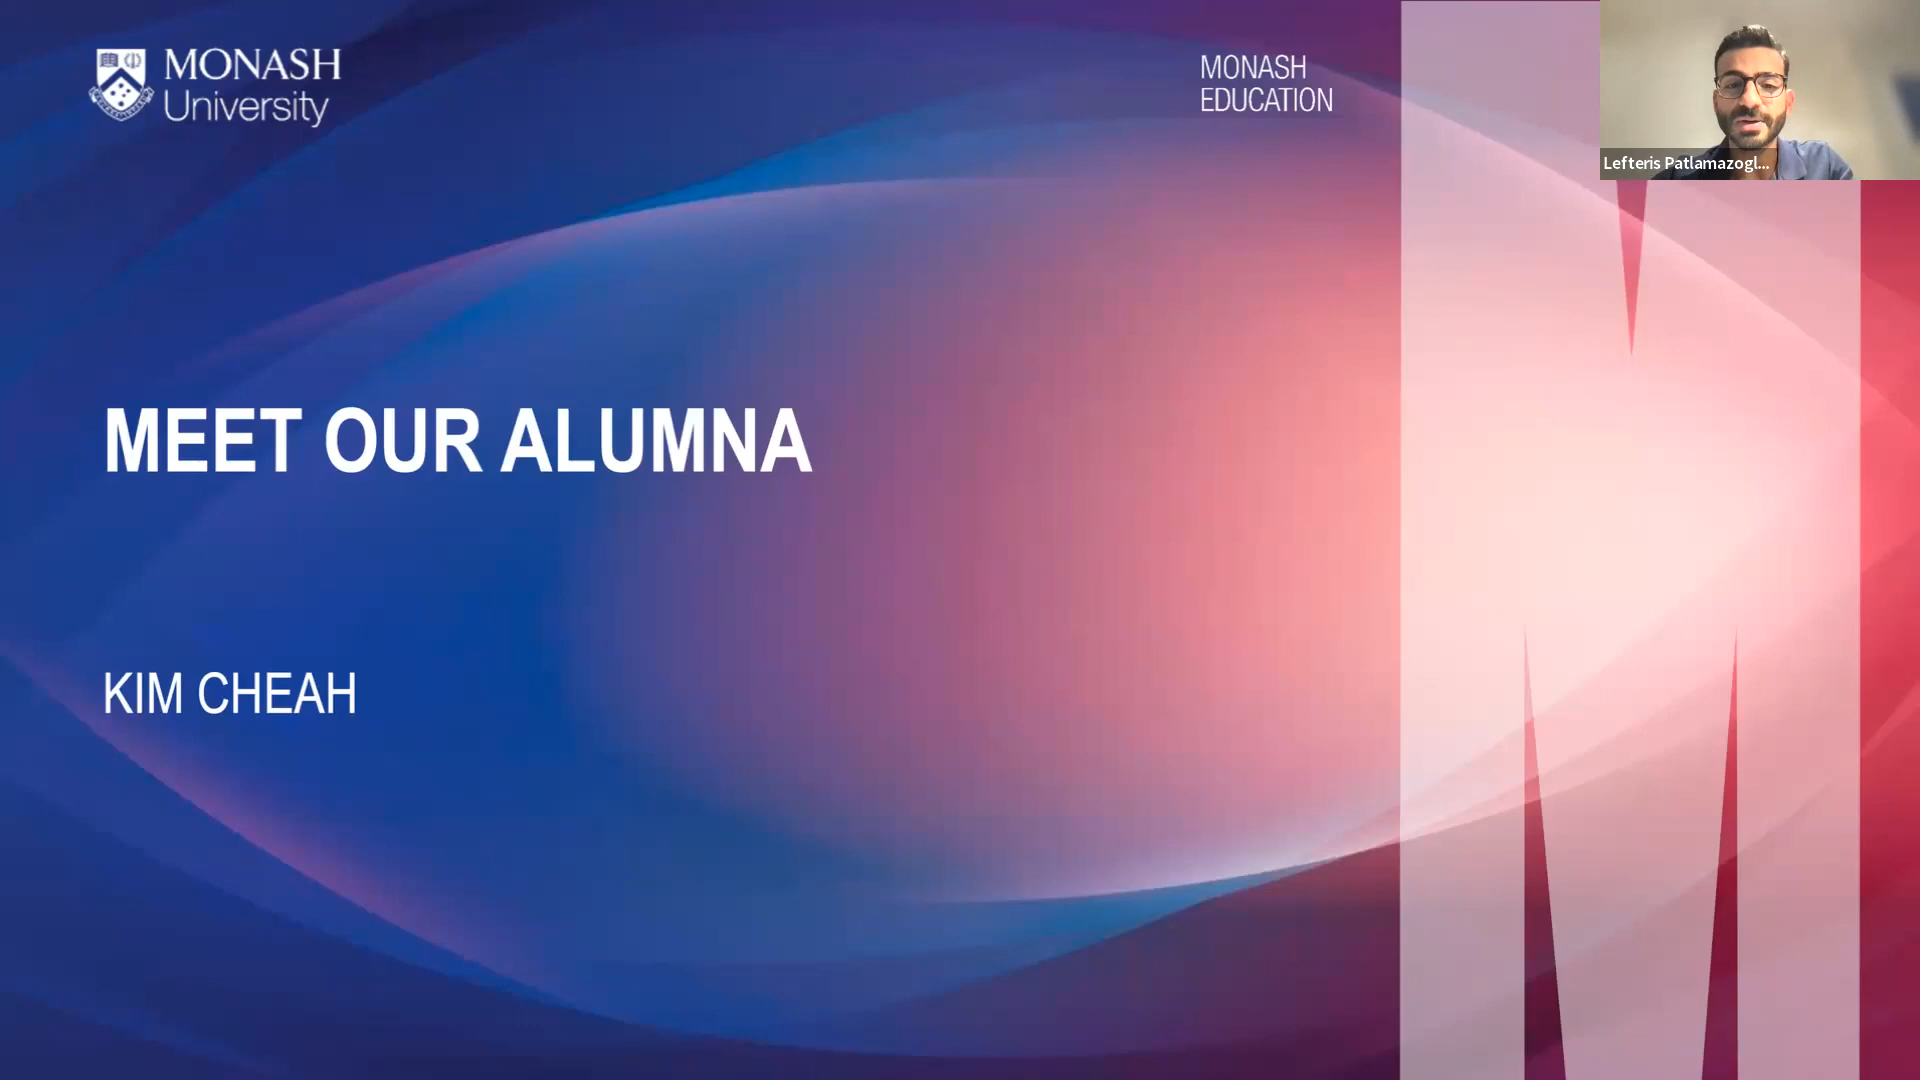 MONASH
University
MONASH
EDUCATION
Lefteris Patlamazogl...
MEET OUR ALUMNA
KIM CHEAH